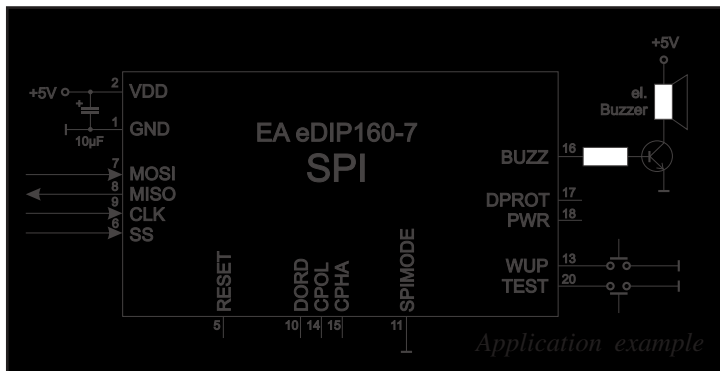 +5V
2
+5V
VDD
el.
Buzzer
+
1
GND
EA eDIP160-7
10µF
SPI
16
BUZZ
7
MOSI
8
MISO
9
CLK
6
SS
17
DPROT
18
PWR
13
WUP
20
TEST
RESET
DORD
CPOL
CPHA
SPIMODE
5
10
14
15
11
Application example